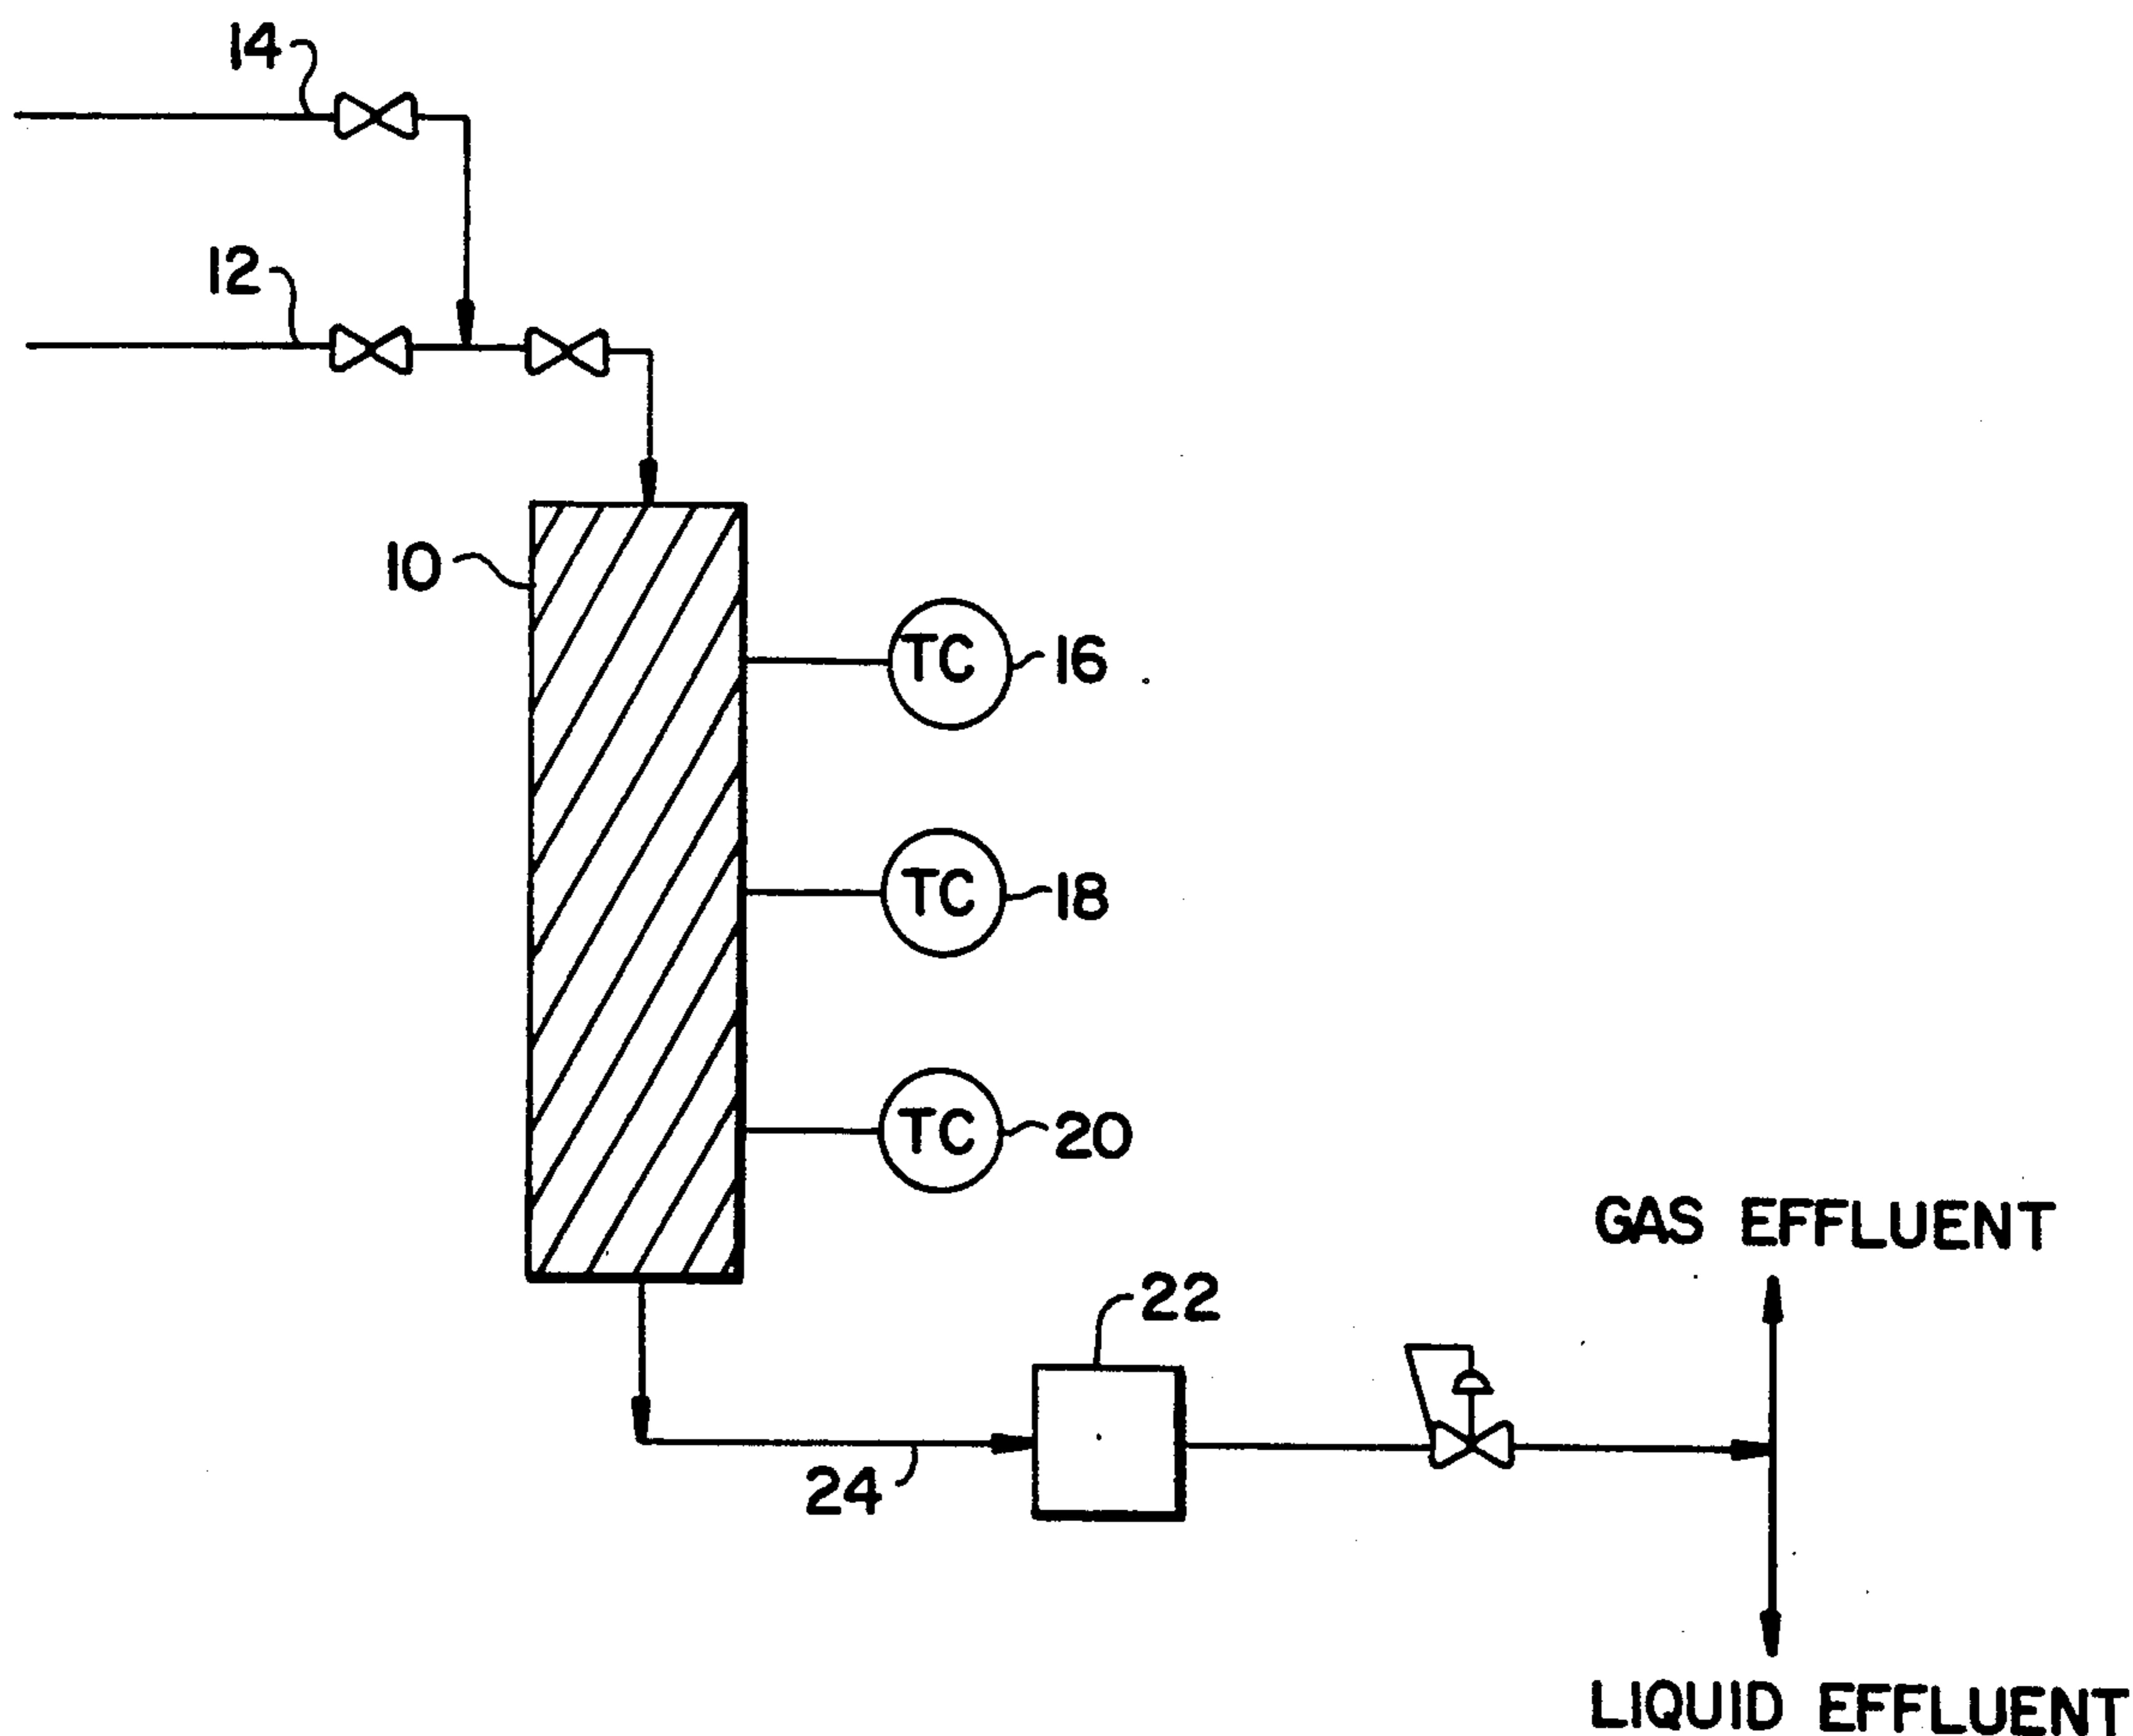 14
12
10
TC 16
TC 18
TC 20
GAS EFFLUENT
22
24
LIQUID EFFLUENT